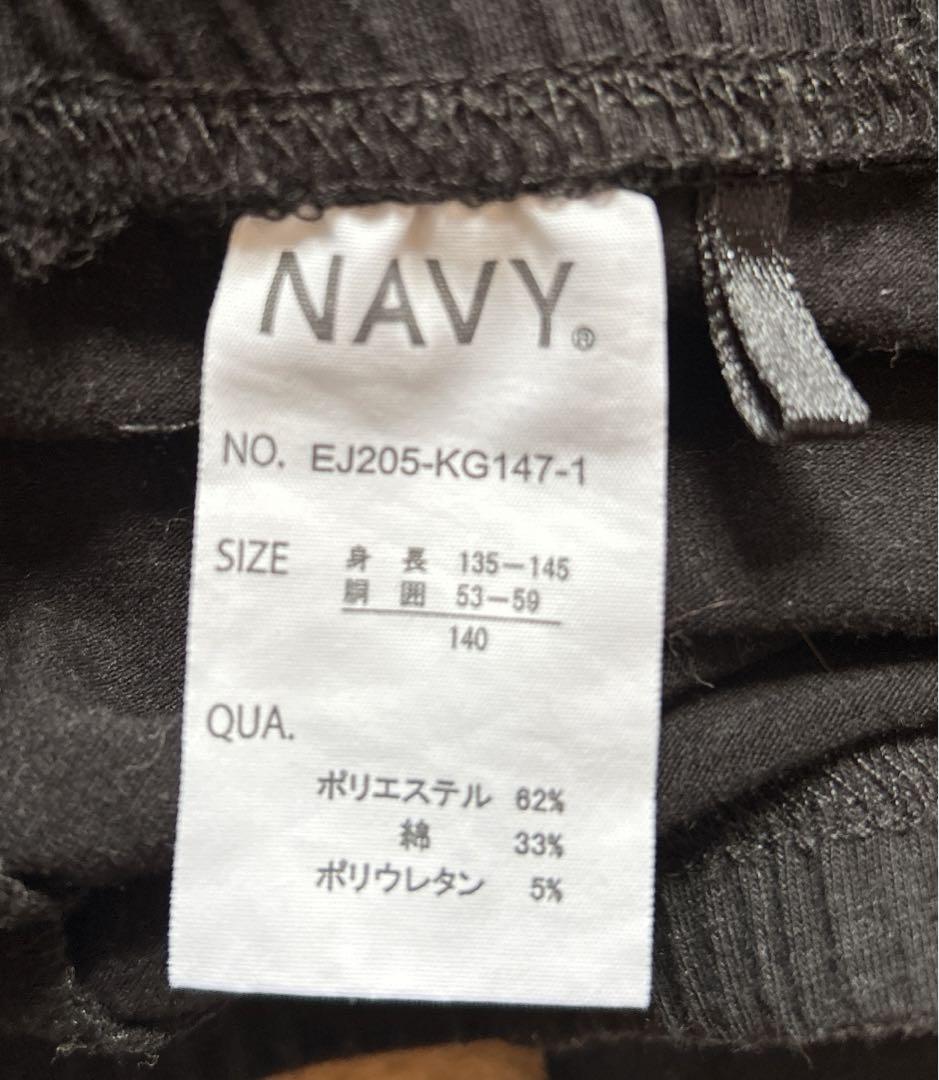 NAVY®
NO. EJ205-KG147-1
SIZE 身長 135-145
胴囲 53-59
140
QUA.
ポリエステル 62%
綿 33%
ポリウレタン 5%